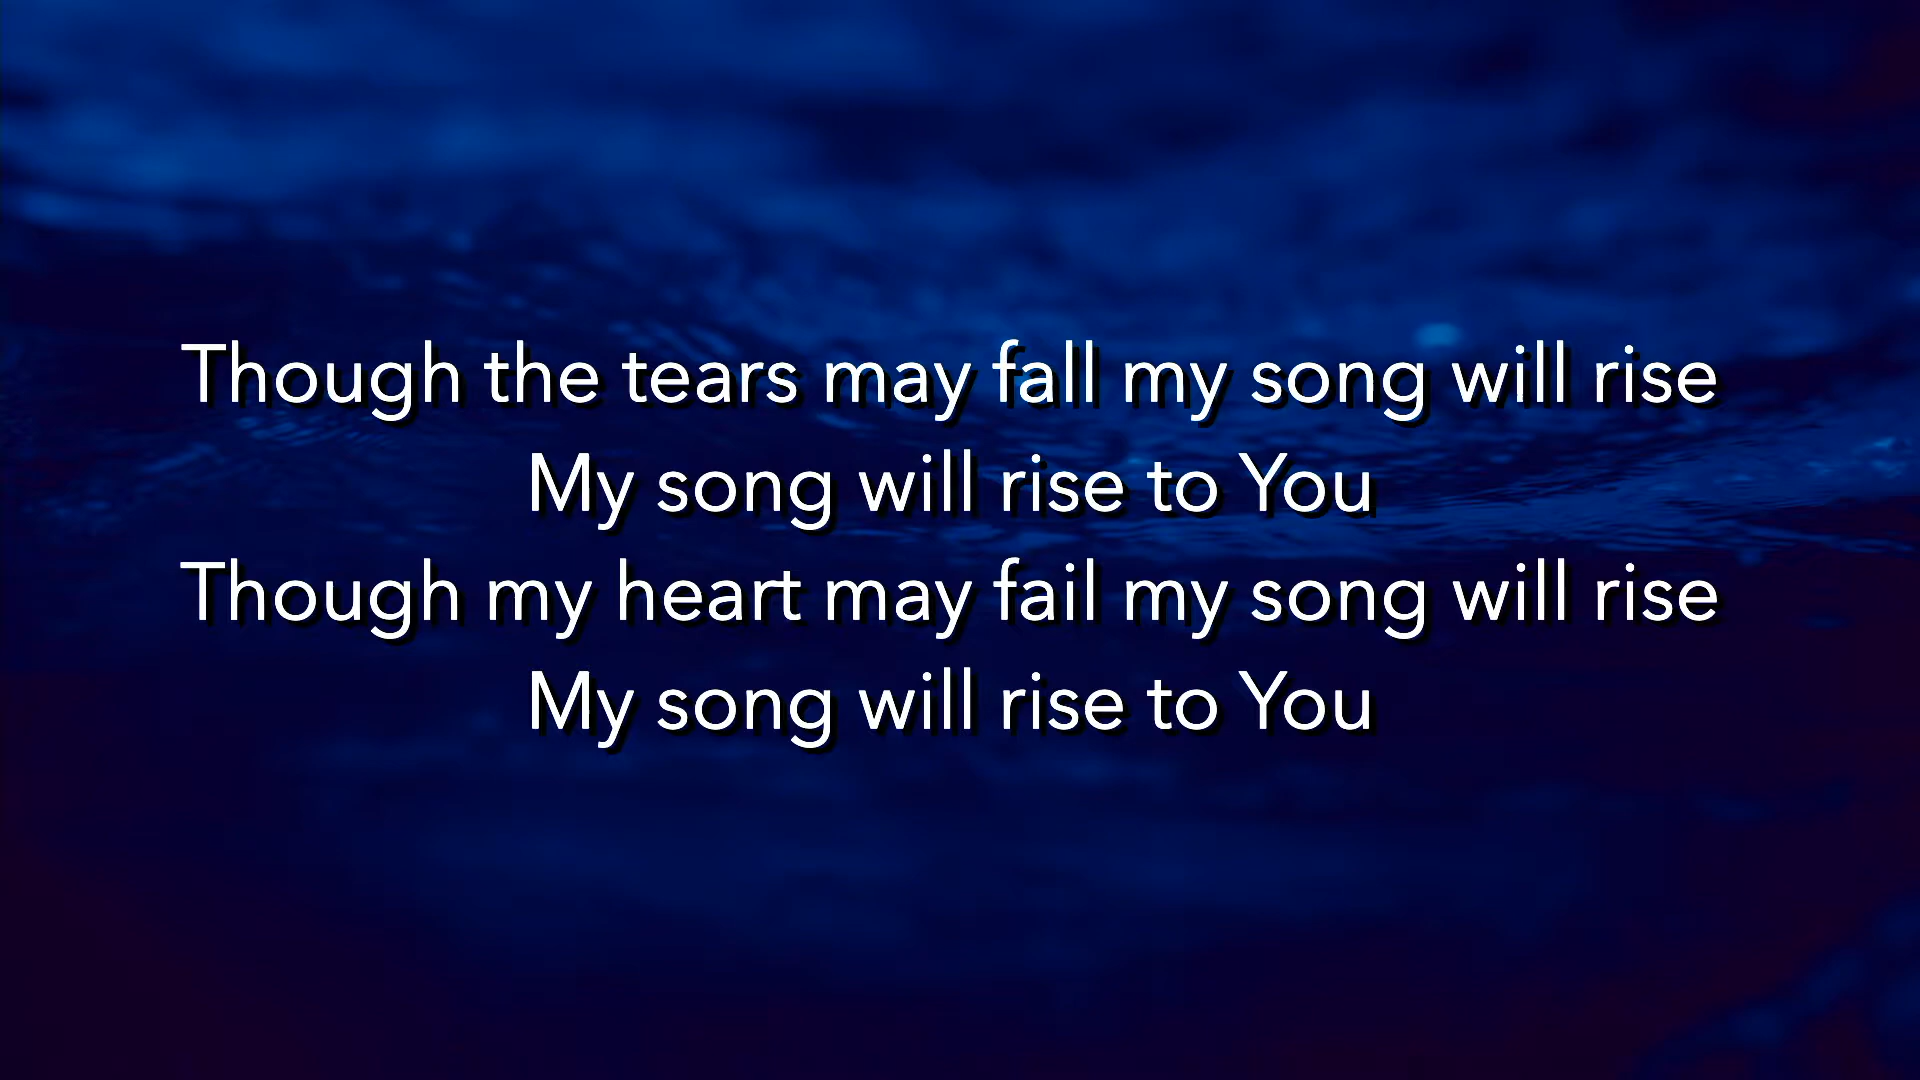 Though the tears may fall my song will rise
My song will rise to You
Though my heart may fail my song will rise
My song will rise to You